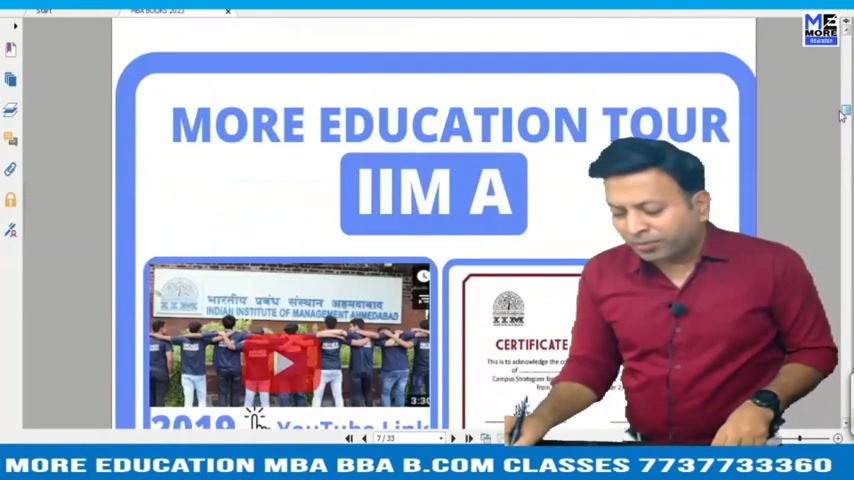 Start
MBA BOOKS 2023
ME
MORE
Education
MORE EDUCATION TOUR
IIM A
भारतीय प्रबंध संस्थान अहमदाबाद
INDIAN INSTITUTE OF MANAGEMENT AHMEDABAD
3:30
2019
YouTube Link
IIM
CERTIFICATE
This is to acknowledge the
of
Campus Strategizer
from
7 / 33
MORE EDUCATION MBA BBA B.COM CLASSES 7737733360